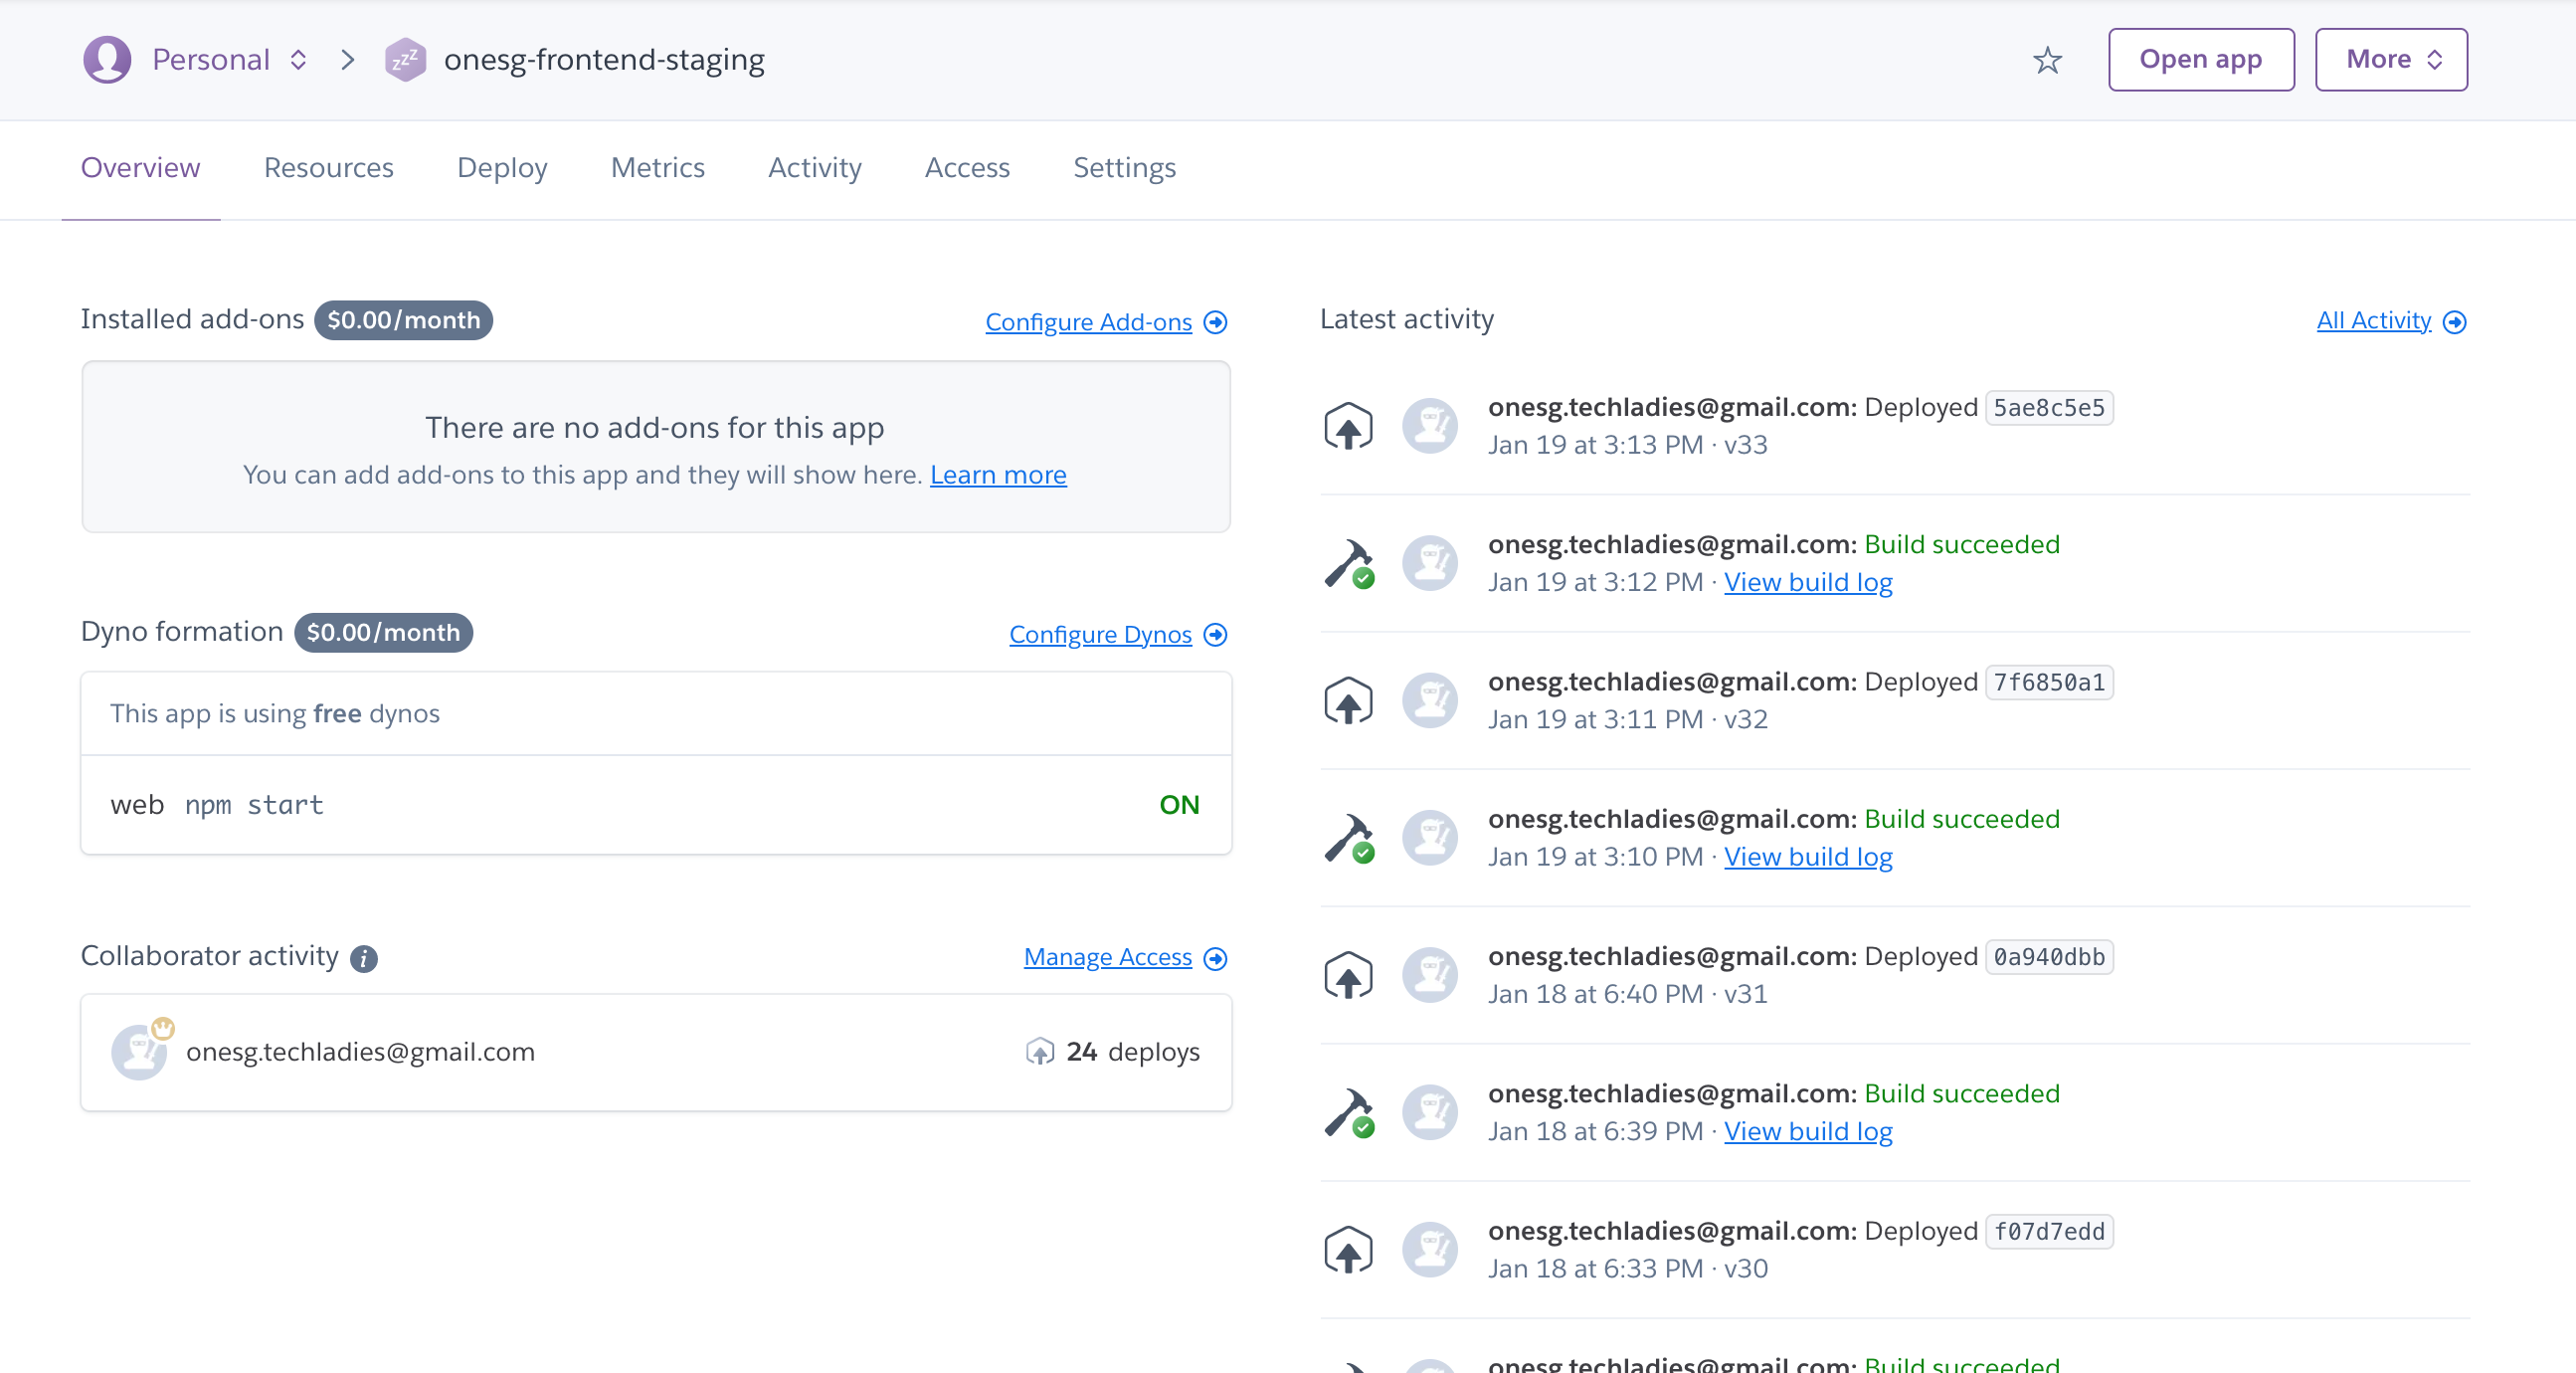 Personal
zzz
onesg-frontend-staging
Open app
More
Overview
Resources
Deploy
Metrics
Activity
Access
Settings
Installed add-ons $0.00/month
Configure Add-ons
There are no add-ons for this app
You can add add-ons to this app and they will show here. Learn more
Dyno formation $0.00/month
Configure Dynos
This app is using free dynos
web npm start
ON
Collaborator activity i
Manage Access
onesg.techladies@gmail.com
24 deploys
Latest activity
All Activity
onesg.techladies@gmail.com: Deployed 5ae8c5e5
Jan 19 at 3:13 PM · v33
onesg.techladies@gmail.com: Build succeeded
Jan 19 at 3:12 PM · View build log
onesg.techladies@gmail.com: Deployed 7f6850a1
Jan 19 at 3:11 PM · v32
onesg.techladies@gmail.com: Build succeeded
Jan 19 at 3:10 PM · View build log
onesg.techladies@gmail.com: Deployed 0a940dbb
Jan 18 at 6:40 PM · v31
onesg.techladies@gmail.com: Build succeeded
Jan 18 at 6:39 PM · View build log
onesg.techladies@gmail.com: Deployed f07d7edd
Jan 18 at 6:33 PM · v30
onesg.techladies@gmail.com: Build succeeded